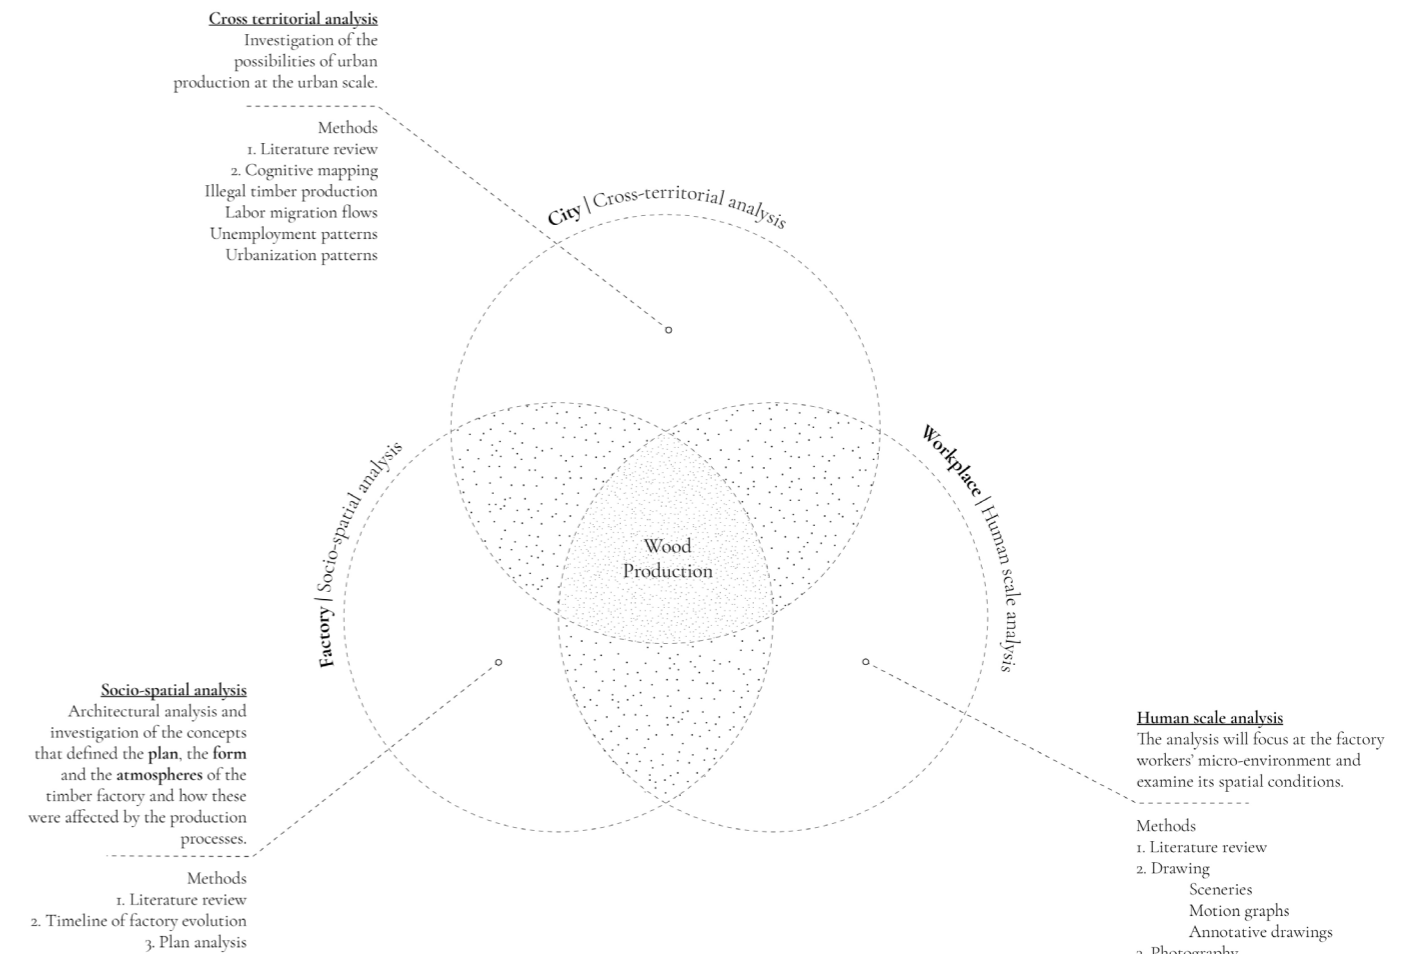 Cross territorial analysis
Investigation of the
possibilities of urban
production at the urban scale.
Methods
1. Literature review
2. Cognitive mapping
Illegal timber production
Labor migration flows
Unemployment patterns
Urbanization patterns
City | Cross-territorial analysis
Factory | Socio-spatial analysis
Workplace | Human scale analysis
Wood
Production
Socio-spatial analysis
Architectural analysis and
investigation of the concepts
that defined the plan, the form
and the atmospheres of the
timber factory and how these
were affected by the production
processes.
Methods
1. Literature review
2. Timeline of factory evolution
3. Plan analysis
Human scale analysis
The analysis will focus at the factory
workers' micro-environment and
examine its spatial conditions.
Methods
1. Literature review
2. Drawing
Sceneries
Motion graphs
Annotative drawings
3. Photography